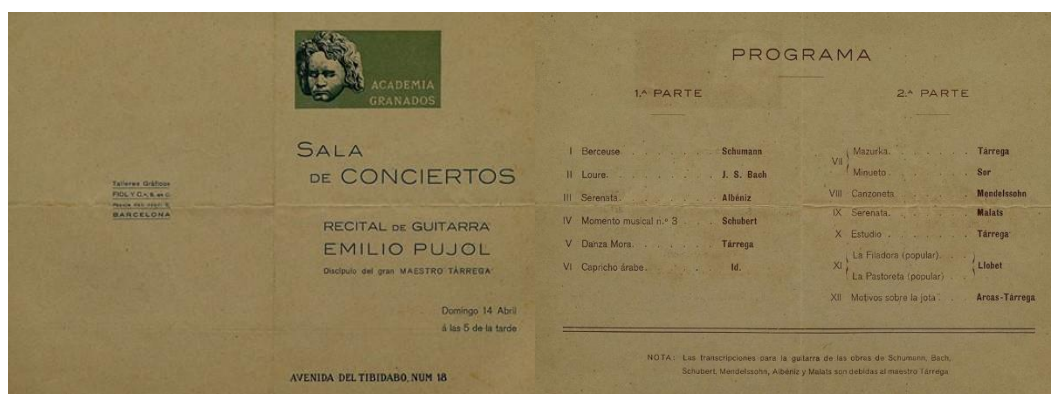 Talleres Gráficos
FIOL Y C.ª, S. en C.
BARCELONA
ACADEMIA
GRANADOS
SALA
DE CONCIERTOS
RECITAL DE GUITARRA
EMILIO PUJOL
Discípulo del gran MAESTRO TÁRREGA
Domingo 14 Abril
á las 5 de la tarde
AVENIDA DEL TIBIDABO, NUM 18
PROGRAMA
1.ª PARTE
I Berceuse. . . . . . . Schumann
II Loure. . . . . . . . J. S. Bach
III Serenata. . . . . . . Albéniz
IV Momento musical n.º 3 . . Schubert
V Danza Mora. . . . . . Tárrega
VI Capricho árabe. . . . . Id.
2.ª PARTE
VII Mazurka. . . . . . . Tárrega
Minueto . . . . . . . Sor
VIII Canzoneta . . . . . . Mendelssohn
IX Serenata. . . . . . . Malats
X Estudio . . . . . . . Tárrega
XI La Filadora (popular). . . Llobet
La Pastoreta (popular) . .
XII Motivos sobre la jota . . Arcas-Tárrega
NOTA: Las transcripciones para la guitarra de las obras de Schumann, Bach,
Schubert, Mendelssohn, Albéniz y Malats son debidas al maestro Tárrega